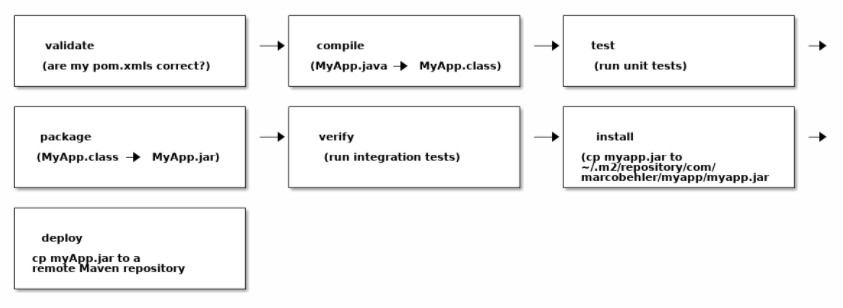 validate
(are my pom.xmls correct?)
compile
(MyApp.java → MyApp.class)
test
(run unit tests)
package
(MyApp.class → MyApp.jar)
verify
(run integration tests)
install
(cp myapp.jar to
~/.m2/repository/com/
marcobehler/myapp/myapp.jar
deploy
cp myApp.jar to a
remote Maven repository